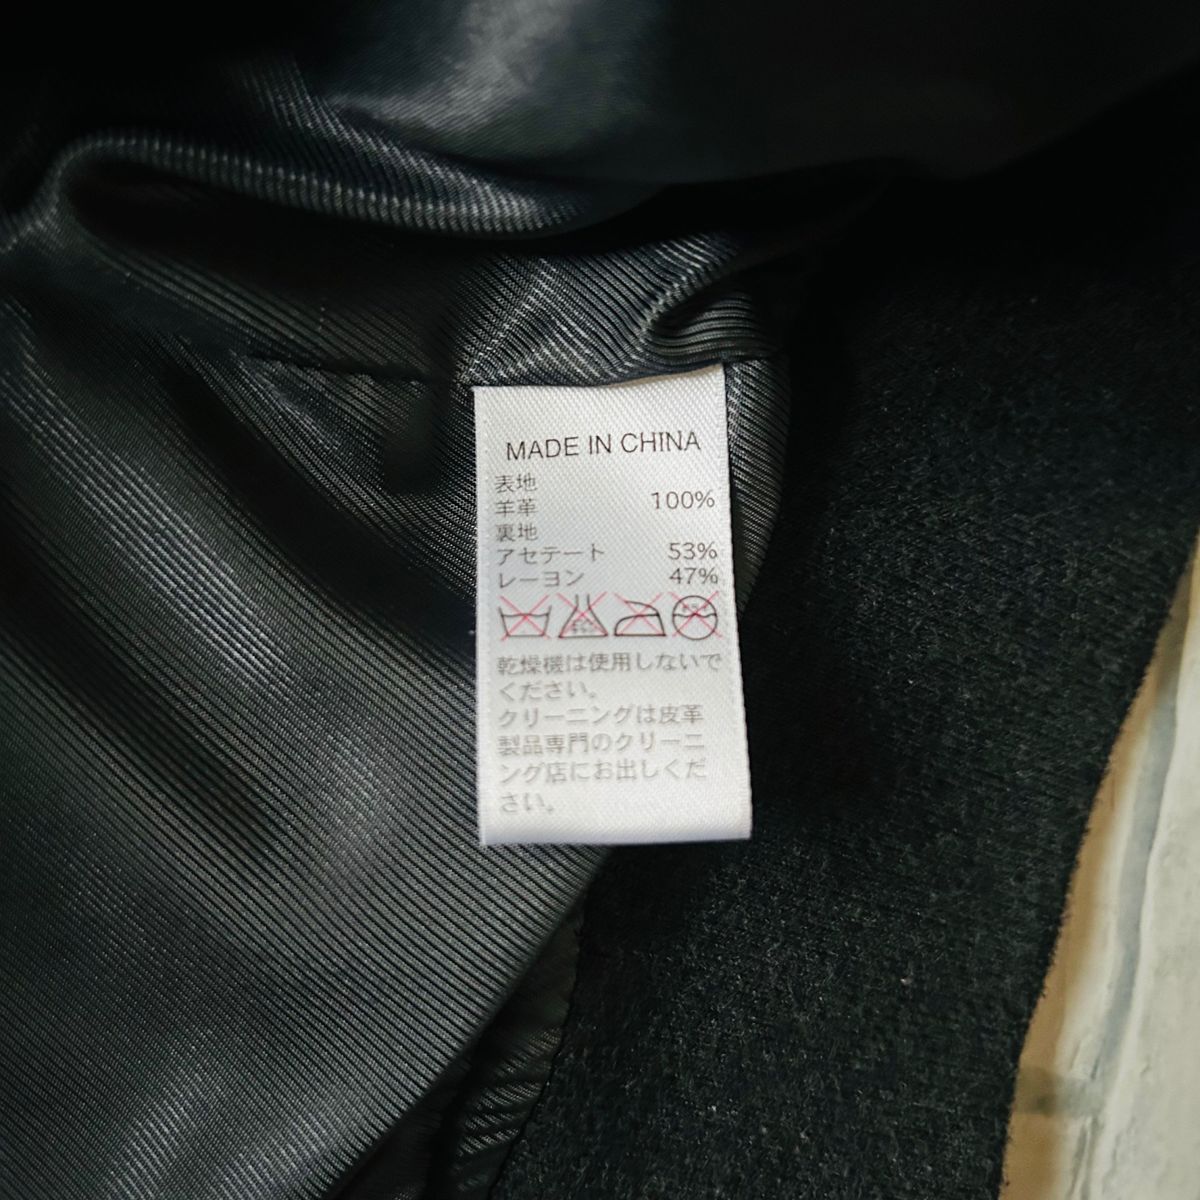 MADE IN CHINA
表地
羊革 100%
裏地
アセテート 53%
レーヨン 47%
乾燥機は使用しないで
ください。
クリーニングは皮革
製品専門のクリーニ
ング店にお出しくだ
さい。